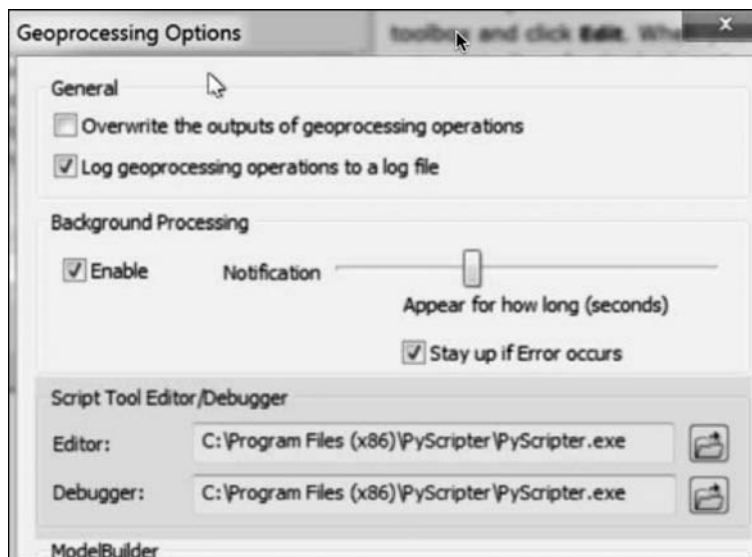 Geoprocessing Options
toolbox and click Edit. Whe
x
General
Overwrite the outputs of geoprocessing operations
Log geoprocessing operations to a log file
Background Processing
Enable
Notification
Appear for how long (seconds)
Stay up if Error occurs
Script Tool Editor/Debugger
Editor:
C:\Program Files (x86)\PyScripter\PyScripter.exe
Debugger:
C:\Program Files (x86)\PyScripter\PyScripter.exe
ModelBuilder